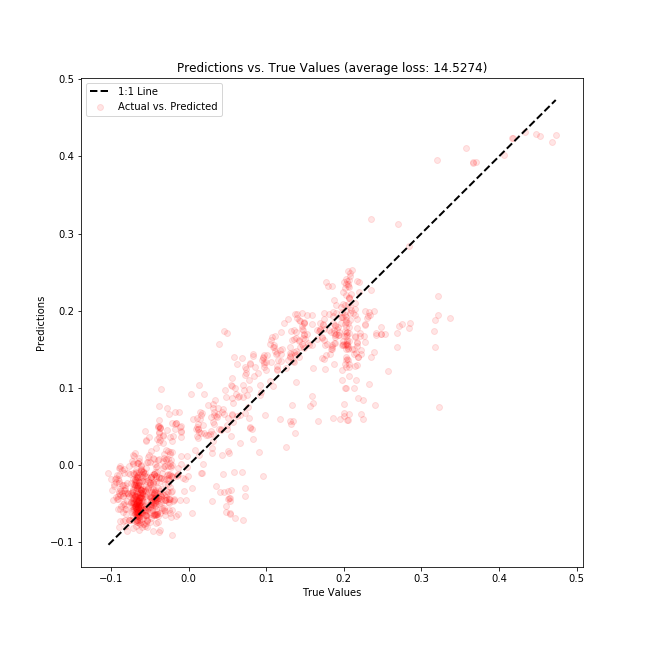 Predictions vs. True Values (average loss: 14.5274)
1:1 Line
Actual vs. Predicted
0.5
0.4
0.3
0.2
0.1
0.0
−0.1
Predictions
−0.1 0.0 0.1 0.2 0.3 0.4 0.5
True Values